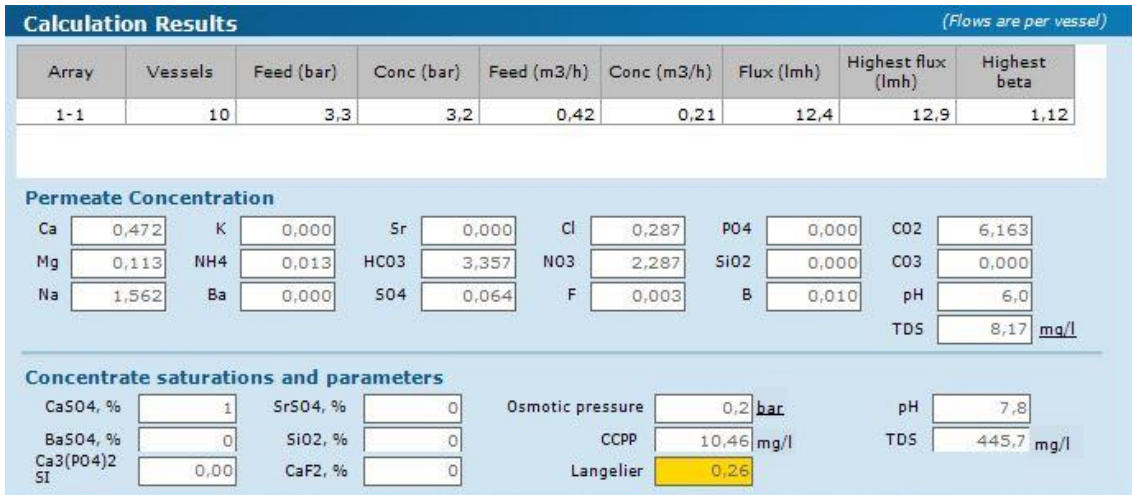 Calculation Results (Flows are per vessel)
Array Vessels Feed (bar) Conc (bar) Feed (m3/h) Conc (m3/h) Flux (lmh) Highest flux (lmh) Highest beta
1-1 10 3,3 3,2 0,42 0,21 12,4 12,9 1,12
Permeate Concentration
Ca 0,472 K 0,000 Sr 0,000 Cl 0,287 PO4 0,000 CO2 6,163
Mg 0,113 NH4 0,013 HCO3 3,357 NO3 2,287 SiO2 0,000 CO3 0,000
Na 1,562 Ba 0,000 SO4 0,064 F 0,003 B 0,010 pH 6,0
TDS 8,17 mg/l
Concentrate saturations and parameters
CaSO4, % 1 SrSO4, % 0 Osmotic pressure 0,2 bar pH 7,8
BaSO4, % 0 SiO2, % 0 CCPP 10,46 mg/l TDS 445,7 mg/l
Ca3(PO4)2 SI 0,00 CaF2, % 0 Langelier 0,26